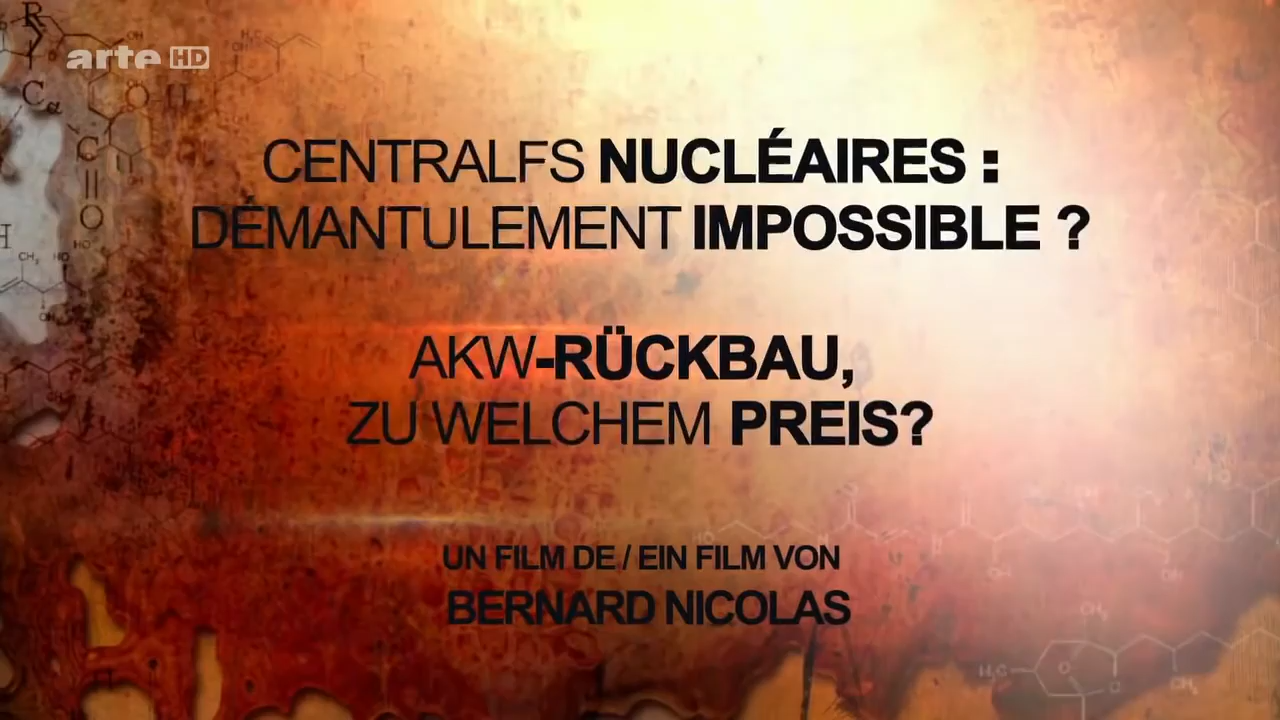 arte HD
CENTRALFS NUCLÉAIRES :
DÉMANTULEMENT IMPOSSIBLE ?
AKW-RÜCKBAU,
ZU WELCHEM PREIS?
UN FILM DE / EIN FILM VON
BERNARD NICOLAS